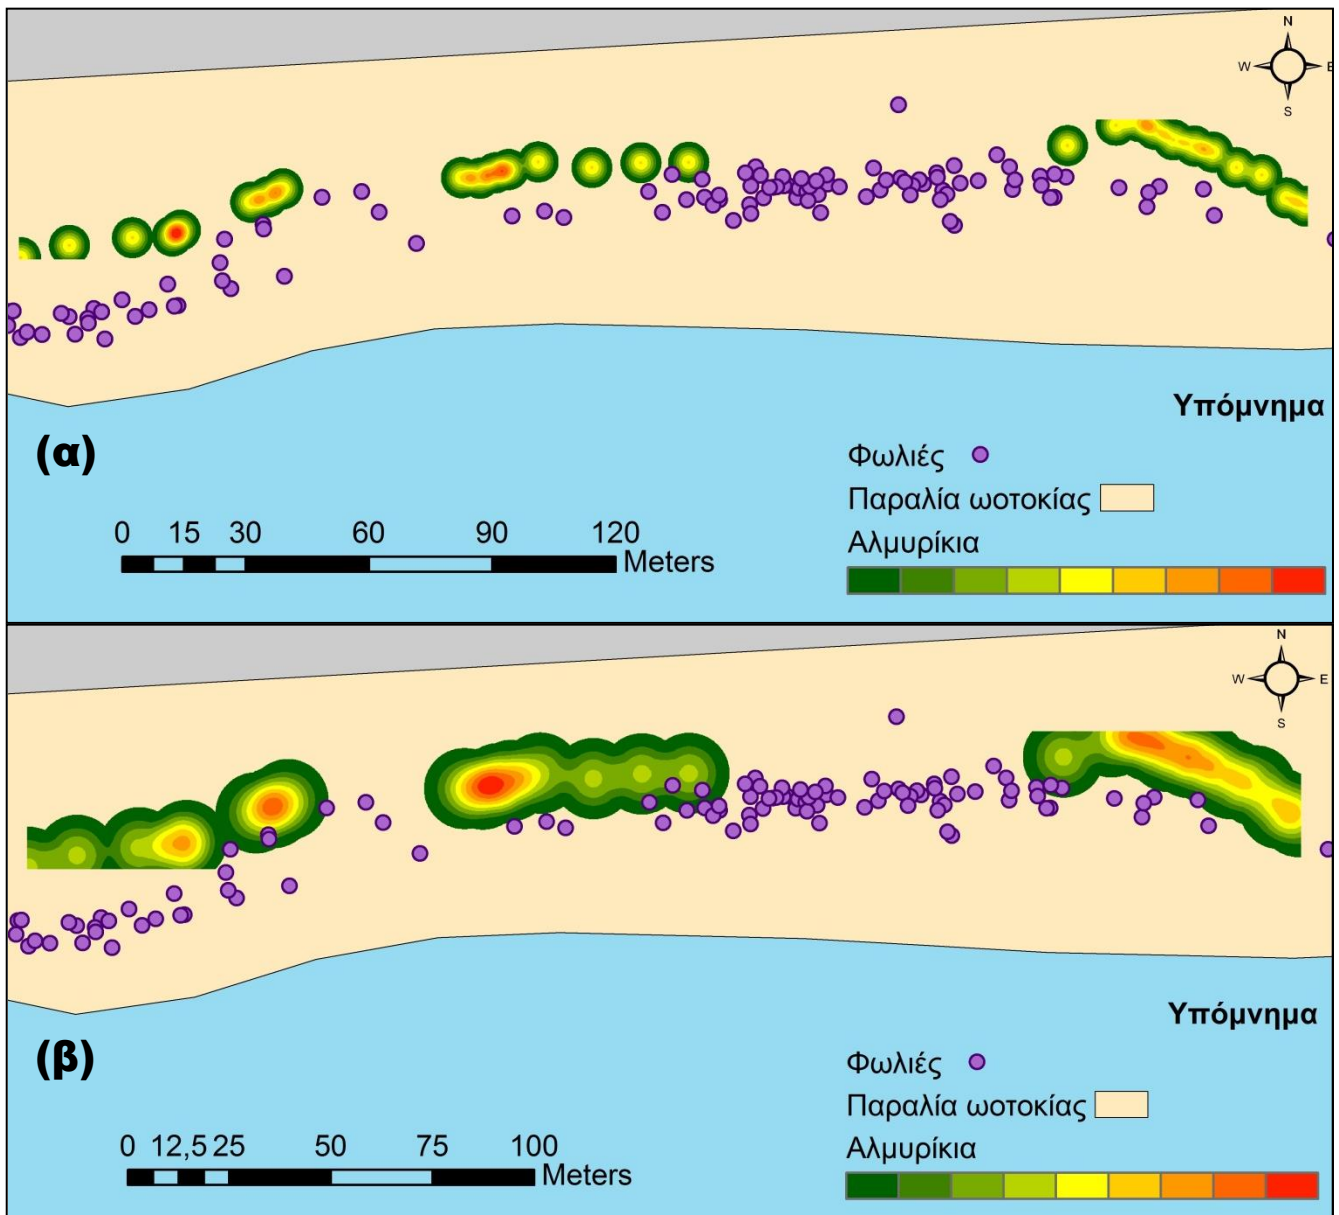 N
W E
S
Υπόμνημα
(α)
Φωλιές
Παραλία ωοτοκίας
0 15 30 60 90 120
Meters
Αλμυρίκια
N
W E
S
Υπόμνημα
(β)
Φωλιές
Παραλία ωοτοκίας
0 12,5 25 50 75 100
Meters
Αλμυρίκια